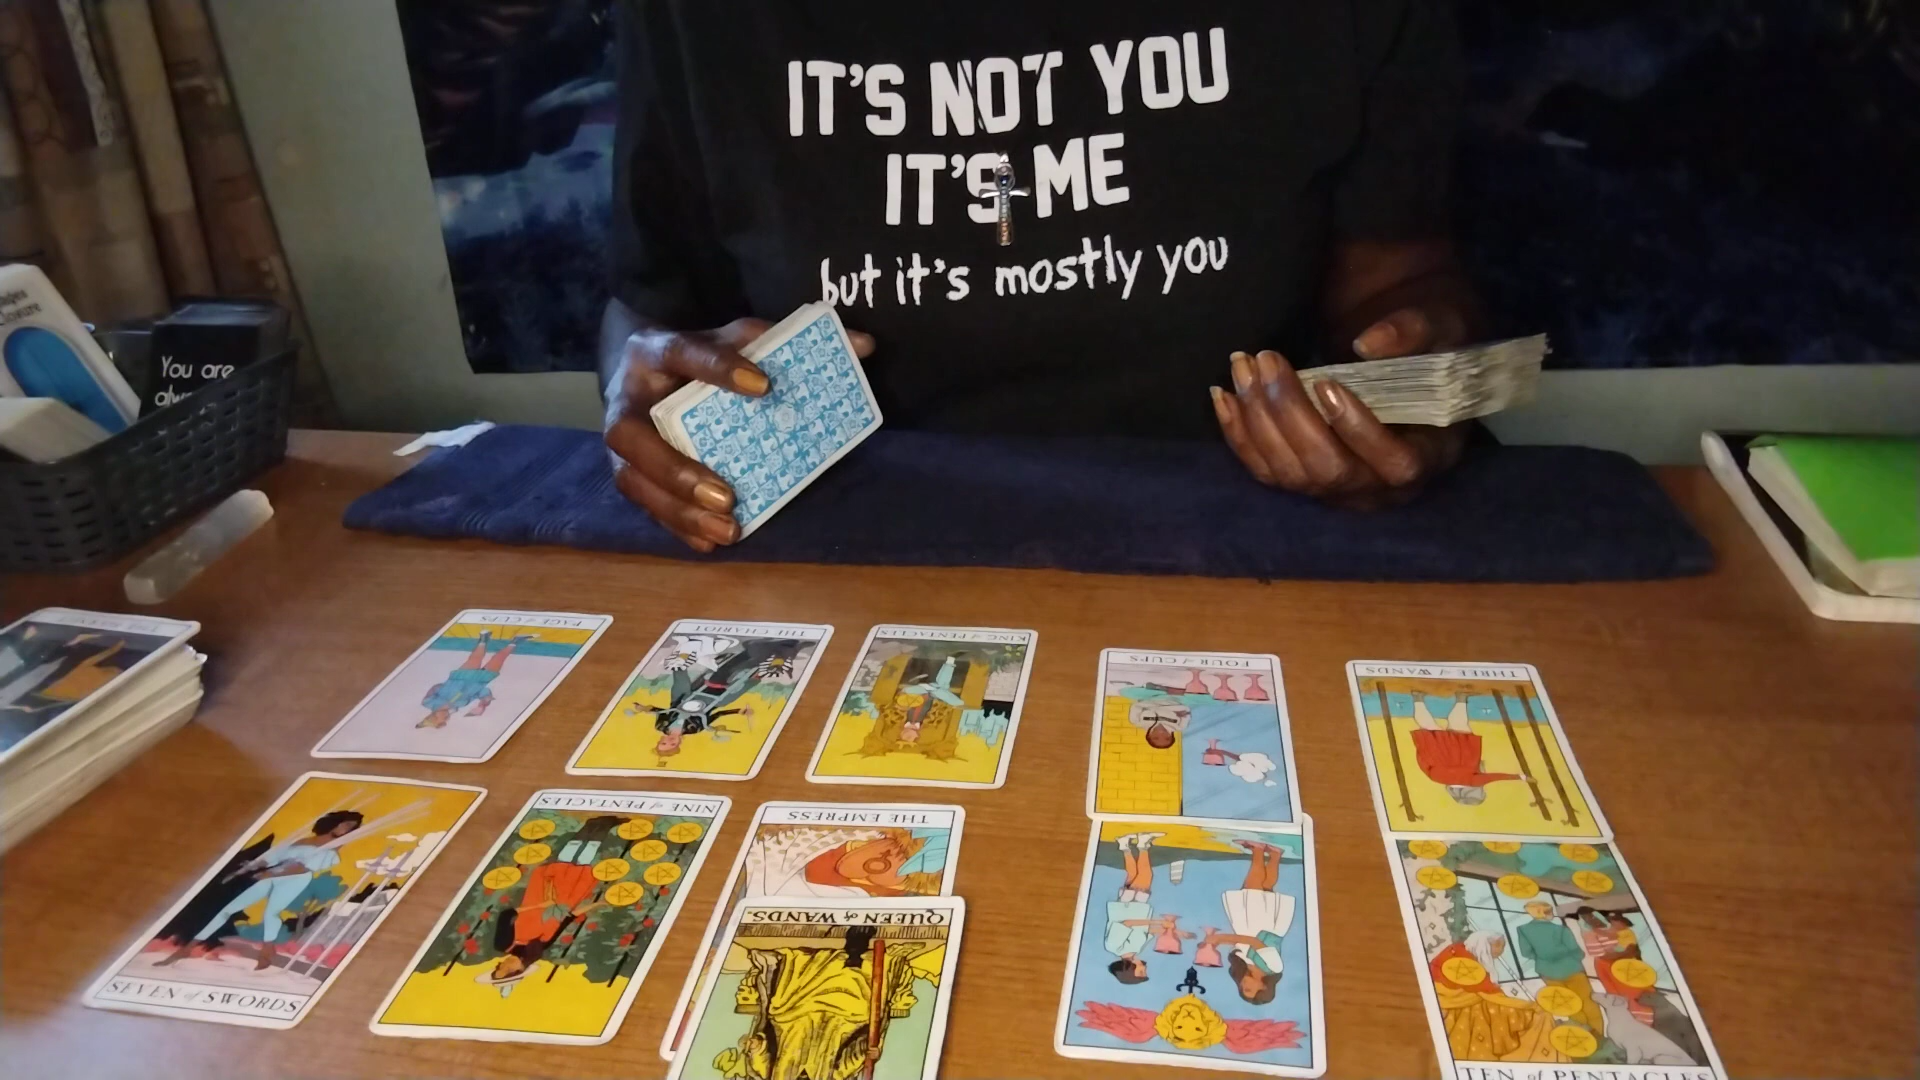 IT'S NOT YOU
IT'S ME
but it's mostly you
You are
PAGE of CUPS
THE CHARIOT
KING of PENTACLES
FOUR of CUPS
THREE of WANDS
SEVEN of SWORDS
NINE of PENTACLES
THE EMPRESS
QUEEN of WANDS.
TEN of PENTACLES